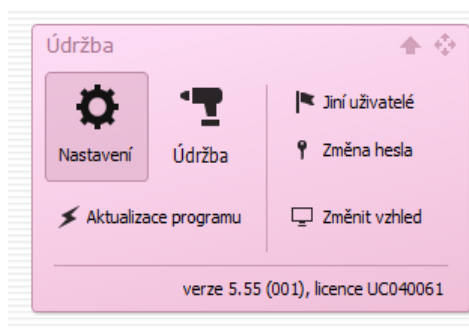 Údržba
Nastavení
Údržba
Aktualizace programu
Jiní uživatelé
Změna hesla
Změnit vzhled
verze 5.55 (001), licence UC040061